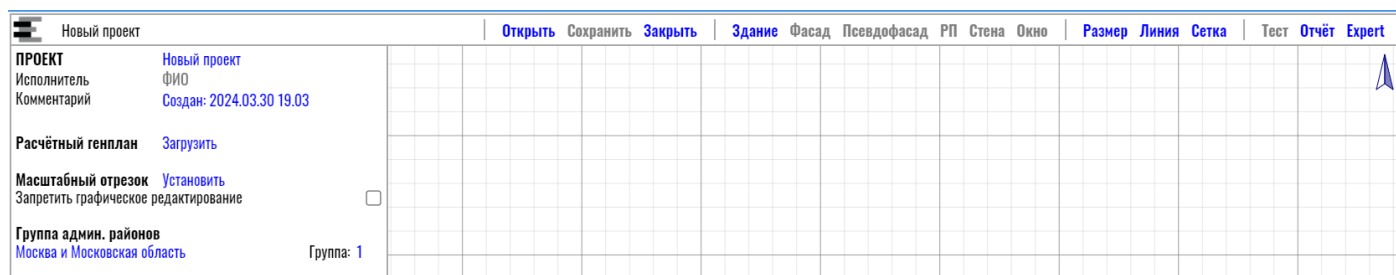 Новый проект Открыть Сохранить Закрыть Здание Фасад Псевдофасад РП Стена Окно Размер Линия Сетка Тест Отчёт Expert
ПРОЕКТ Новый проект
Исполнитель ФИО
Комментарий Создан: 2024.03.30 19.03
Расчётный генплан Загрузить
Масштабный отрезок Установить
Запретить графическое редактирование
Группа админ. районов
Москва и Московская область Группа: 1